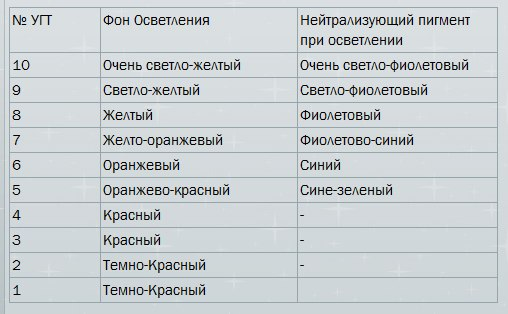 № УГТ Фон Осветления Нейтрализующий пигмент
при осветлении
10 Очень светло-желтый Очень светло-фиолетовый
9 Светло-желтый Светло-фиолетовый
8 Желтый Фиолетовый
7 Желто-оранжевый Фиолетово-синий
6 Оранжевый Синий
5 Оранжево-красный Сине-зеленый
4 Красный -
3 Красный -
2 Темно-Красный -
1 Темно-Красный